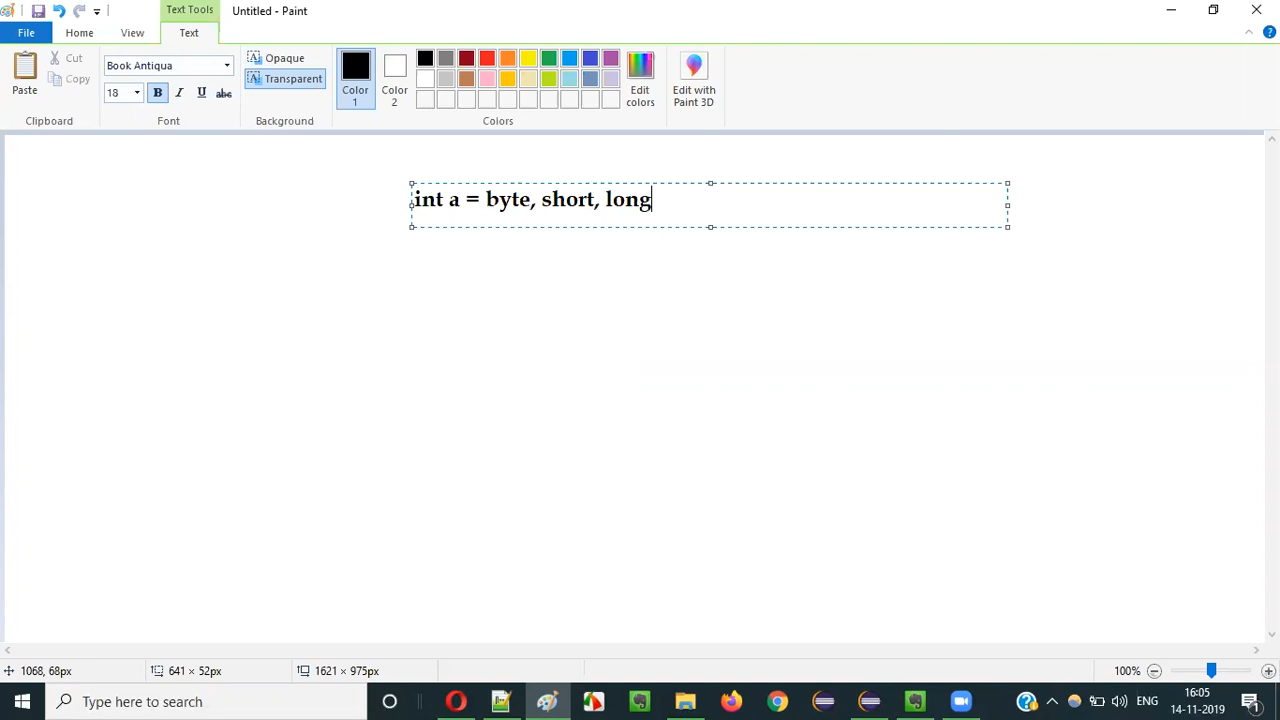 Text Tools
Untitled - Paint
File
Home
View
Text
Paste
Cut
Copy
Clipboard
Book Antiqua
18
B
I
U
abc
Font
A
Opaque
A
Transparent
Background
Color 1
Color 2
Edit colors
Colors
Edit with Paint 3D
int a = byte, short, long
1068, 68px
641 × 52px
1621 × 975px
100%
Type here to search
ENG
16:05
14-11-2019
1